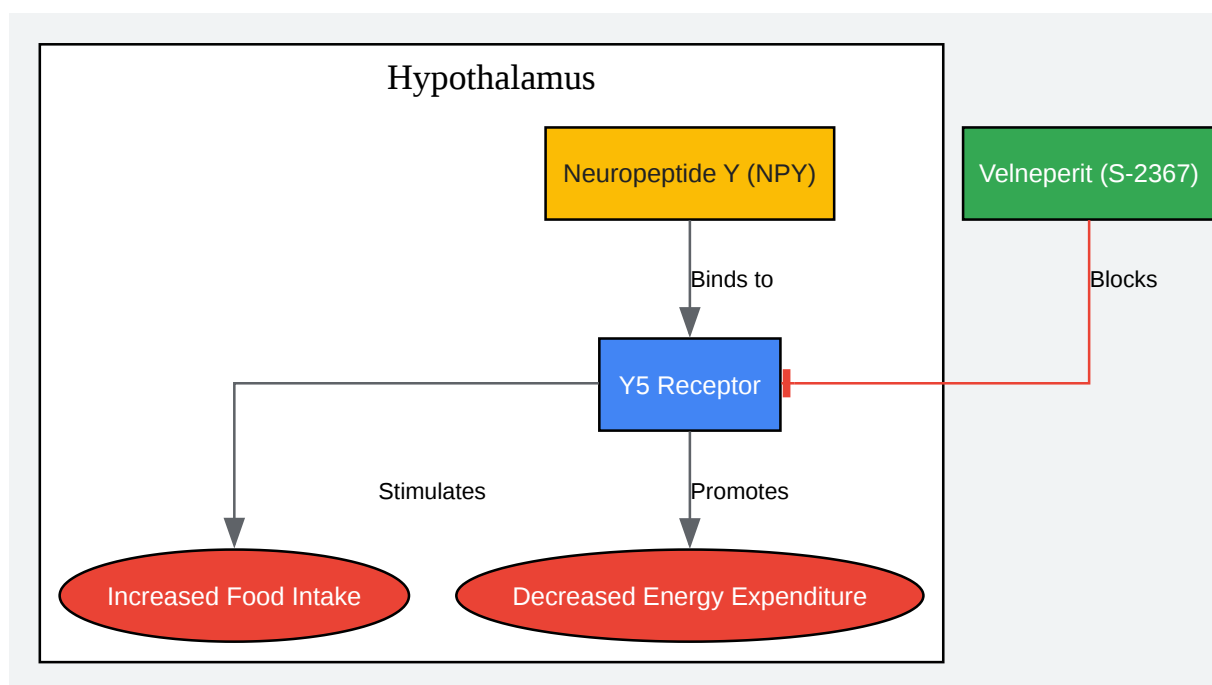 Hypothalamus
Neuropeptide Y (NPY)
Velneperit (S-2367)
Binds to
Blocks
Y5 Receptor
Stimulates
Promotes
Increased Food Intake
Decreased Energy Expenditure